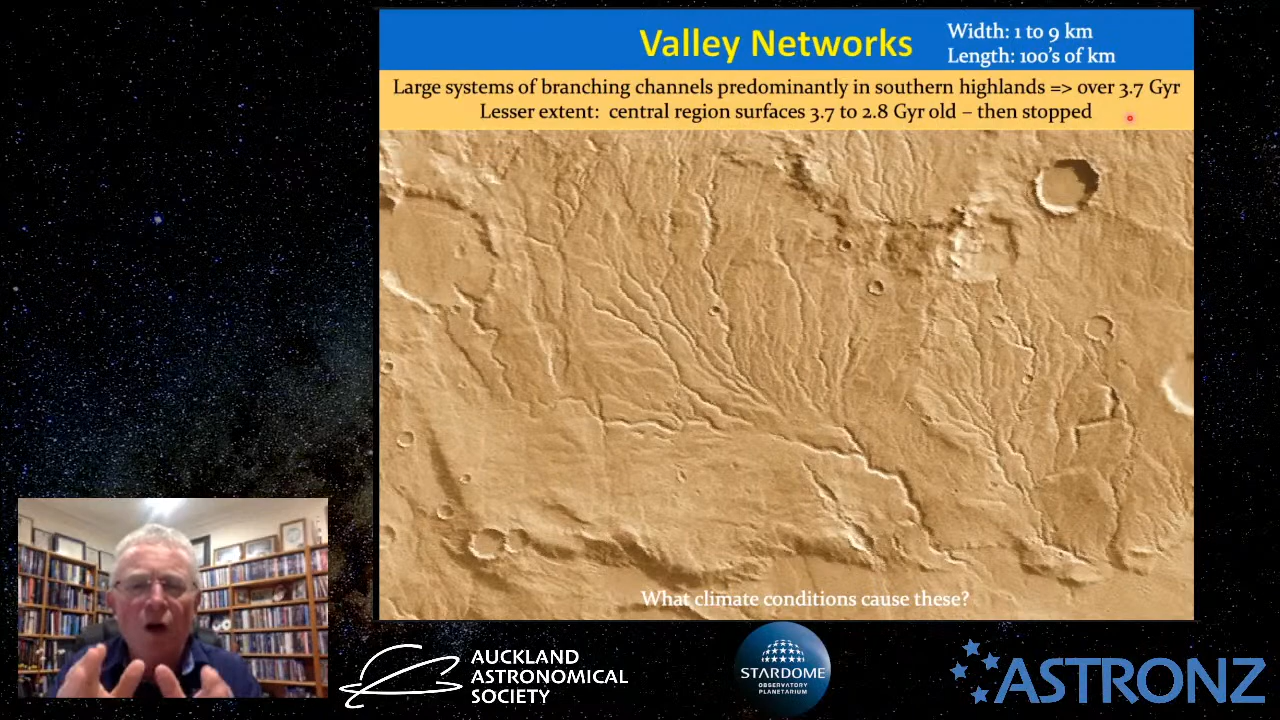 Valley Networks
Width: 1 to 9 km
Length: 100's of km
Large systems of branching channels predominantly in southern highlands => over 3.7 Gyr
Lesser extent: central region surfaces 3.7 to 2.8 Gyr old – then stopped
What climate conditions cause these?
AUCKLAND
ASTRONOMICAL
SOCIETY
STARDOME
OBSERVATORY
PLANETARIUM
ASTRONZ